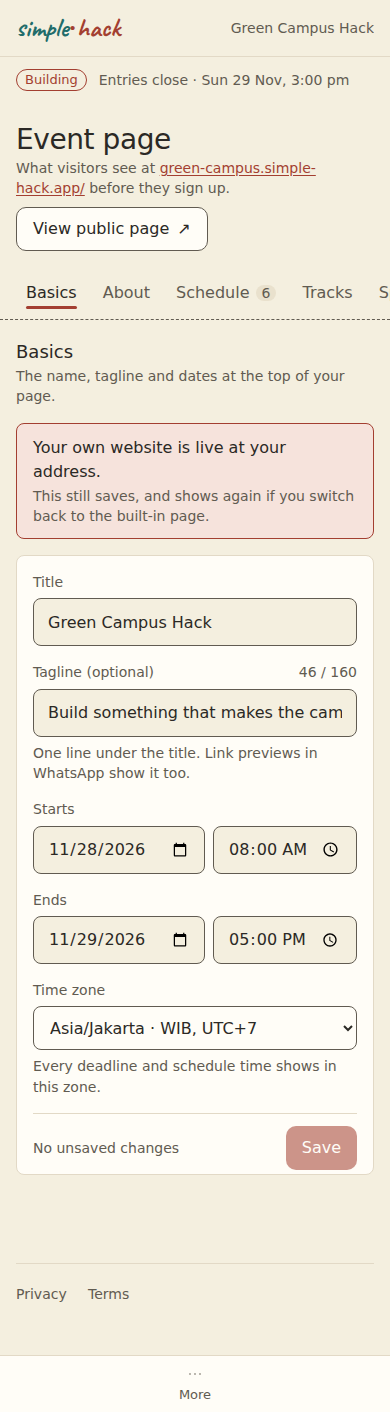 simple·hack
Green Campus Hack
Building
Entries close · Sun 29 Nov, 3:00 pm
Event page
What visitors see at green-campus.simple-
hack.app/ before they sign up.
View public page ↗
Basics
About
Schedule 6
Tracks
S
Basics
The name, tagline and dates at the top of your
page.
Your own website is live at your
address.
This still saves, and shows again if you switch
back to the built-in page.
Title
Green Campus Hack
Tagline (optional)
46 / 160
Build something that makes the cam
One line under the title. Link previews in
WhatsApp show it too.
Starts
11/28/2026
08:00 AM
Ends
11/29/2026
05:00 PM
Time zone
Asia/Jakarta · WIB, UTC+7
Every deadline and schedule time shows in
this zone.
No unsaved changes
Save
Privacy
Terms
...
More